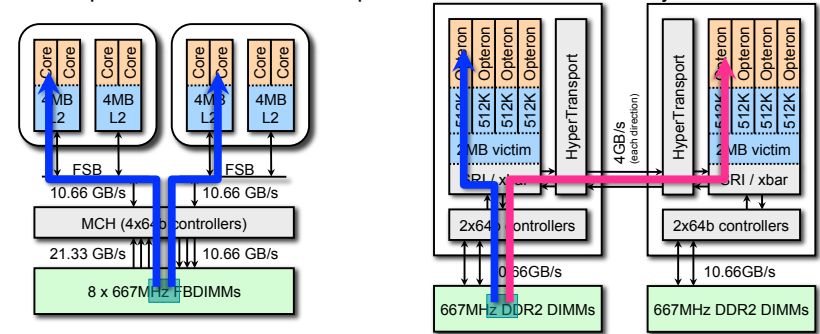 Core
Core
Core
Core
Core
Core
Core
Core
4MB
L2
4MB
L2
4MB
L2
4MB
L2
FSB
FSB
10.66 GB/s
10.66 GB/s
MCH (4x64b controllers)
21.33 GB/s
10.66 GB/s
8 x 667MHz FBDIMMs
Opteron
Opteron
Opteron
Opteron
512K
512K
512K
512K
2MB victim
SRI / xbar
HyperTransport
2x64b controllers
10.66GB/s
667MHz DDR2 DIMMs
4GB/s
(each direction)
HyperTransport
Opteron
Opteron
Opteron
Opteron
512K
512K
512K
512K
2MB victim
SRI / xbar
2x64b controllers
10.66GB/s
667MHz DDR2 DIMMs